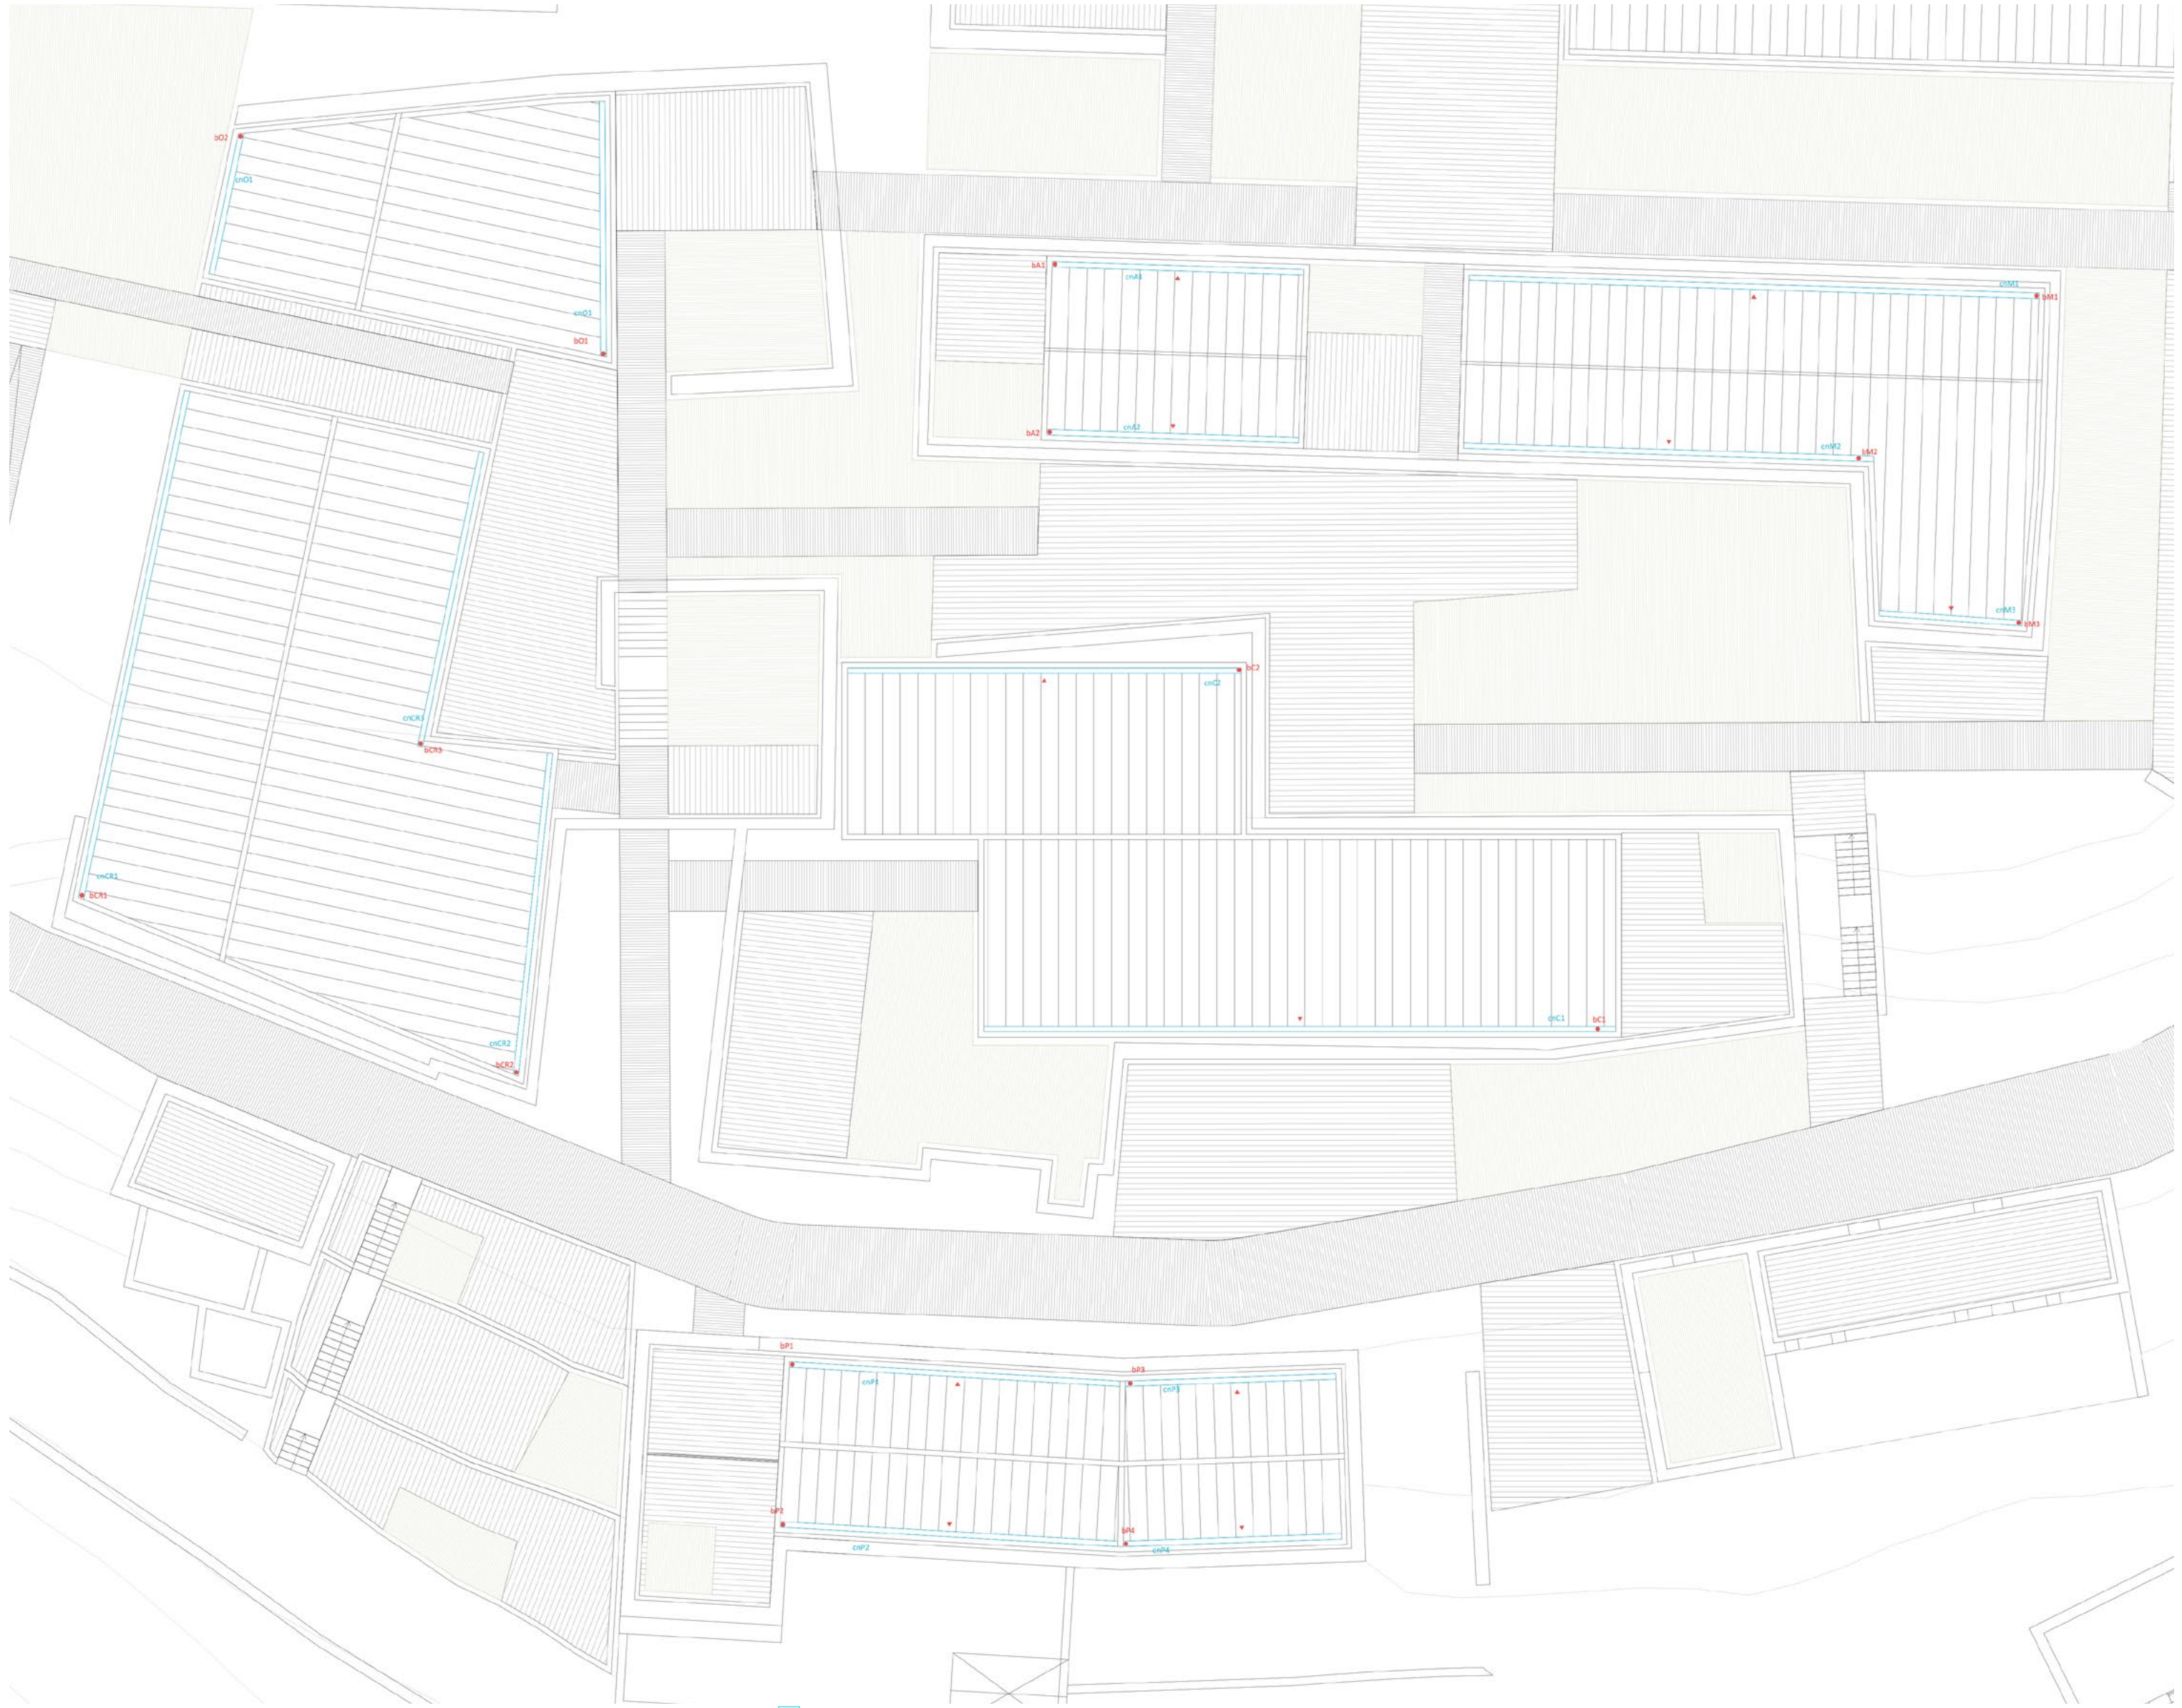 bO2
cnO1
cnO1
bO1
bA1
cnA1
cnM1
bM1
bA2
cnA2
cnM2
bM2
cnM3
bM3
bC2
cnC2
cnCR3
bCR3
cnCR1
bCR1
cnC1
bC1
cnCR2
bCR2
bP1
bP3
cnP1
cnP3
bP2
bP4
cnP2
cnP4